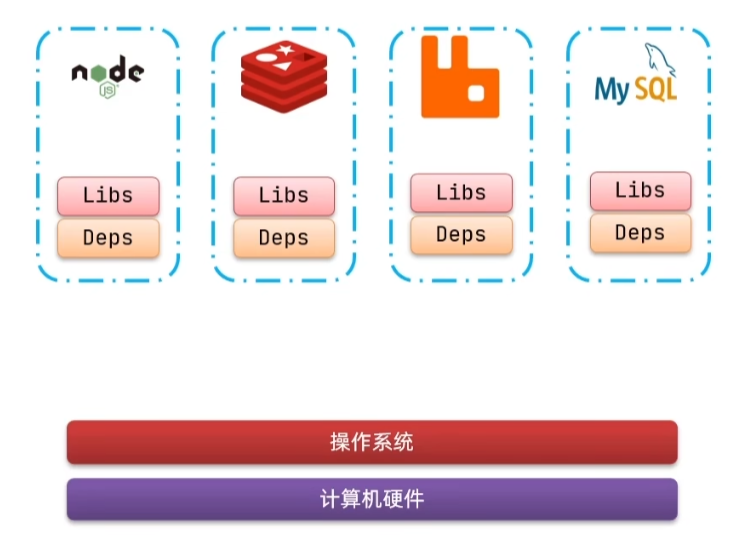 node
JS
MySQL
Libs
Libs
Libs
Libs
Deps
Deps
Deps
Deps
操作系统
计算机硬件